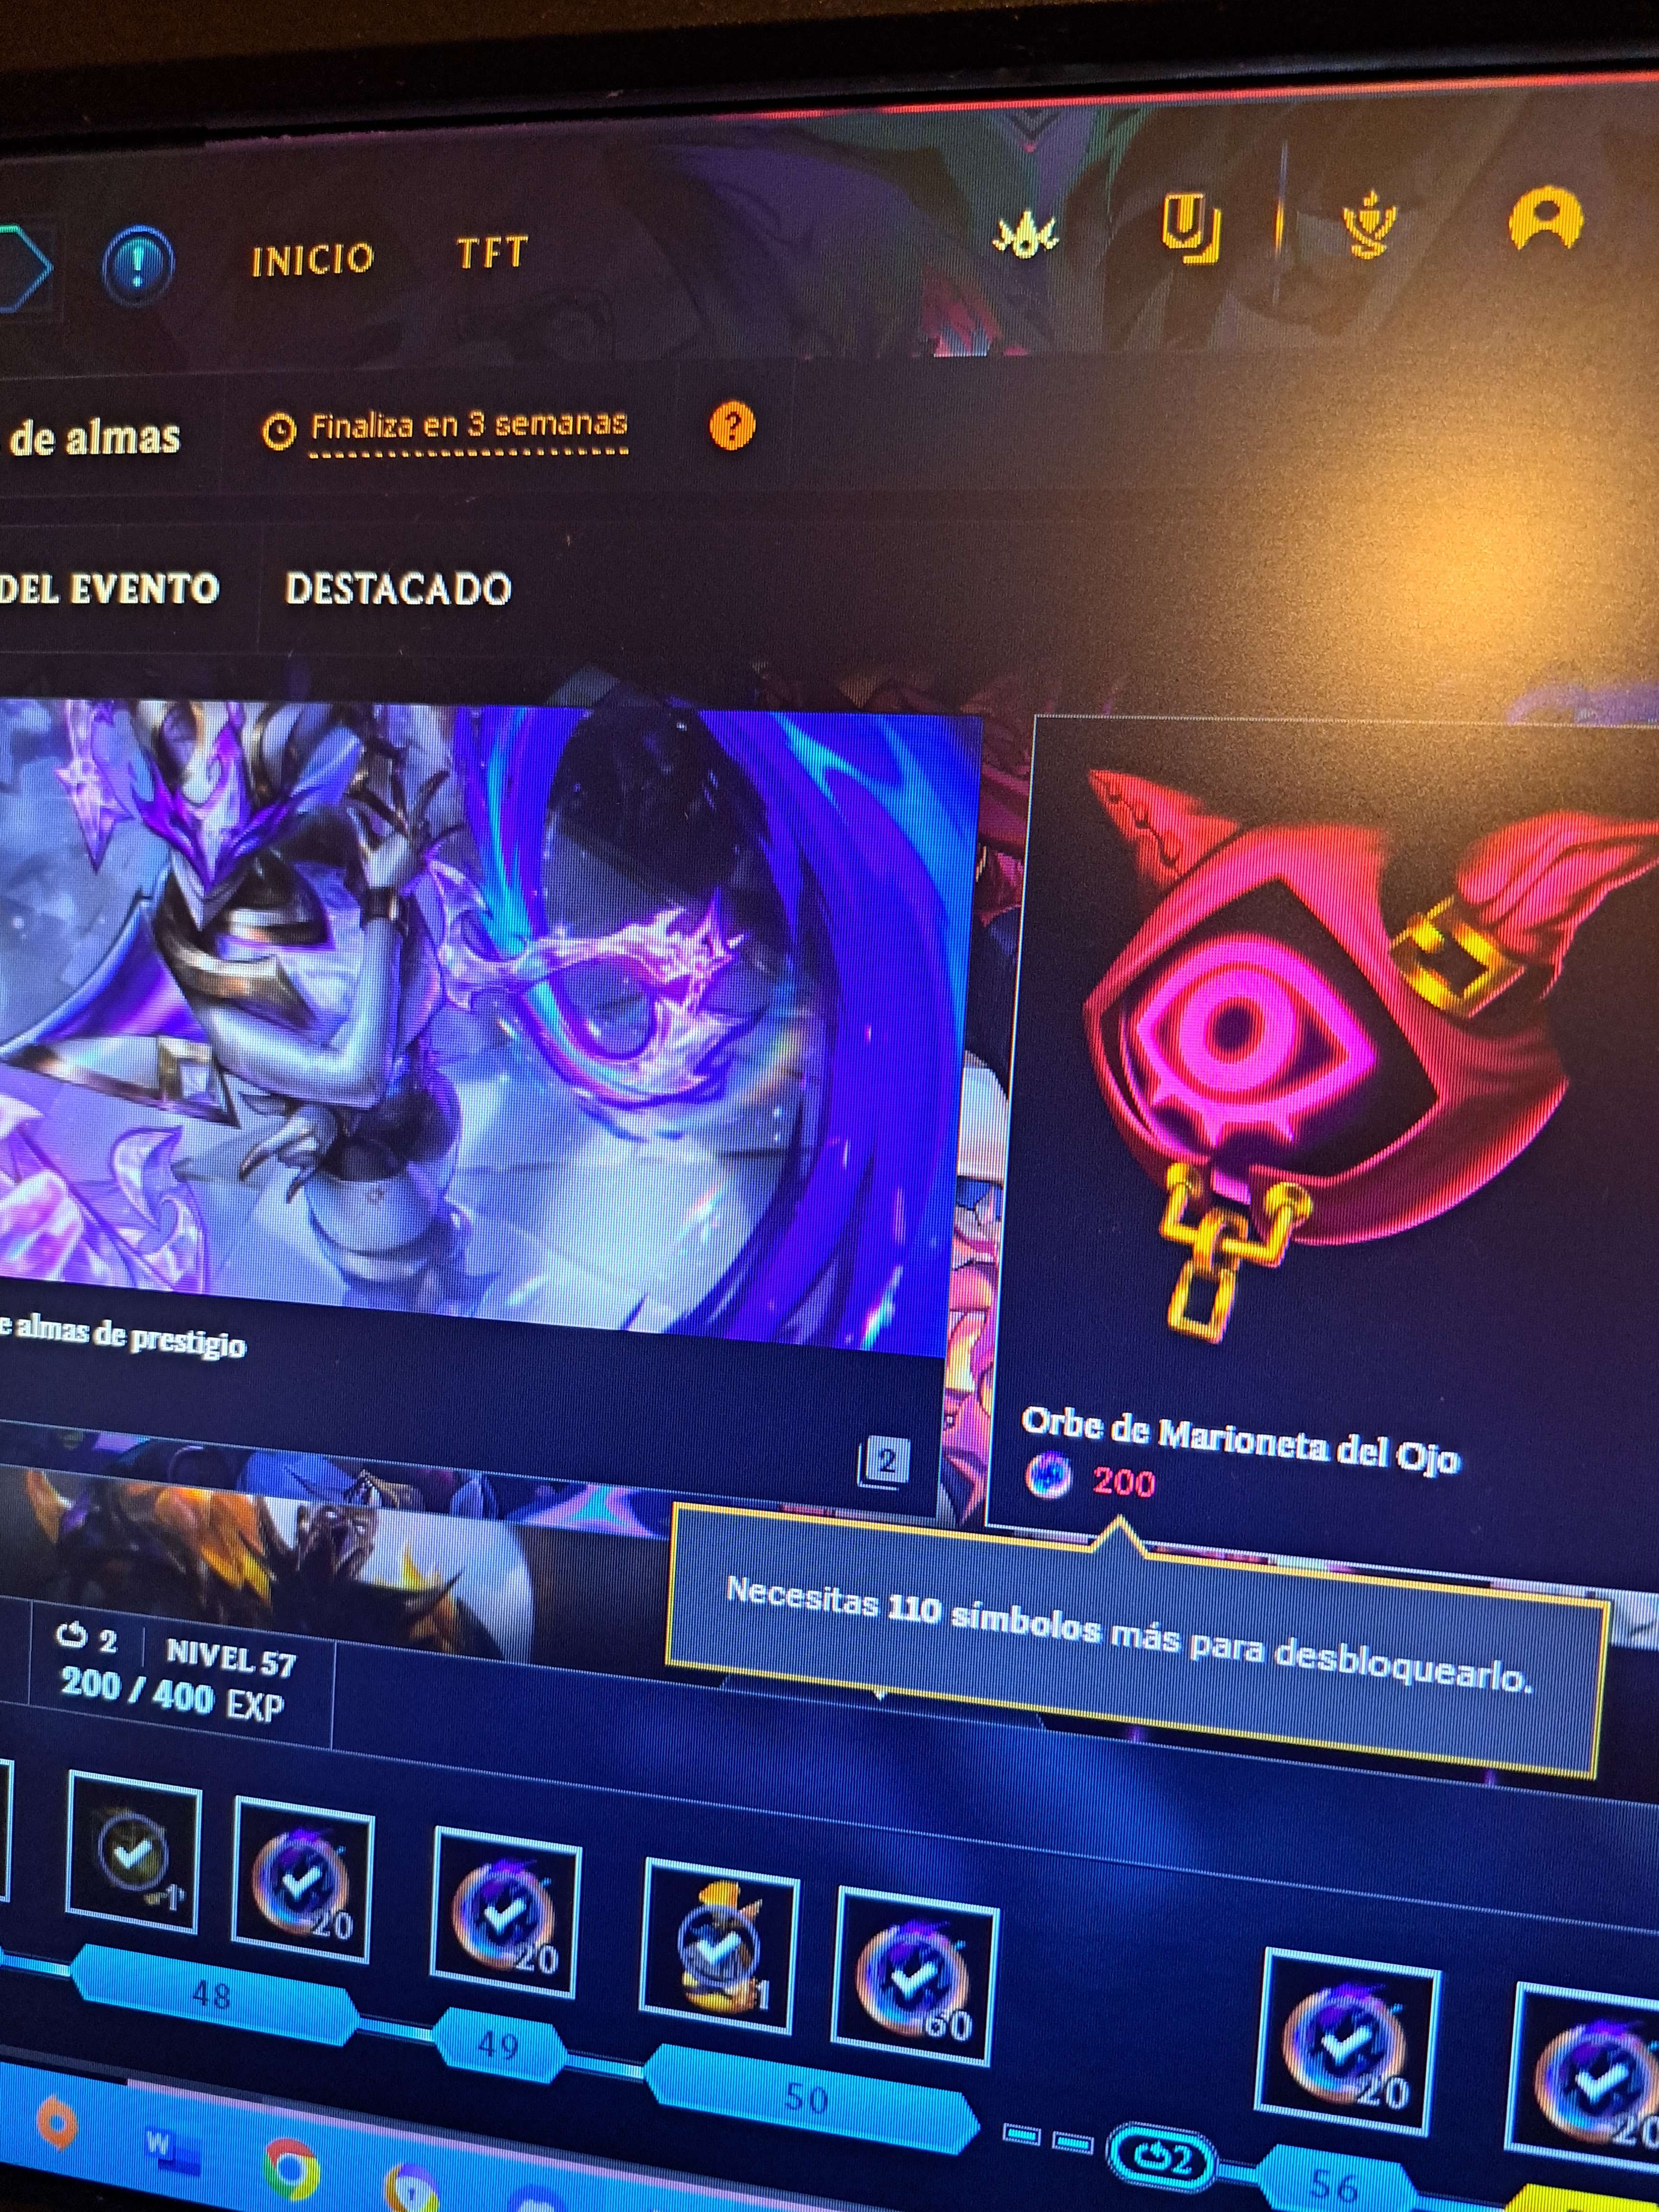 INICIO TFT
de almas Finaliza en 3 semanas ?
DEL EVENTO DESTACADO
e almas de prestigio
2
Orbe de Marioneta del Ojo
200
Necesitas 110 símbolos más para desbloquearlo.
2 NIVEL 57
200 / 400 EXP
1 20 20 1 60 20 20
48 49 50 2 56